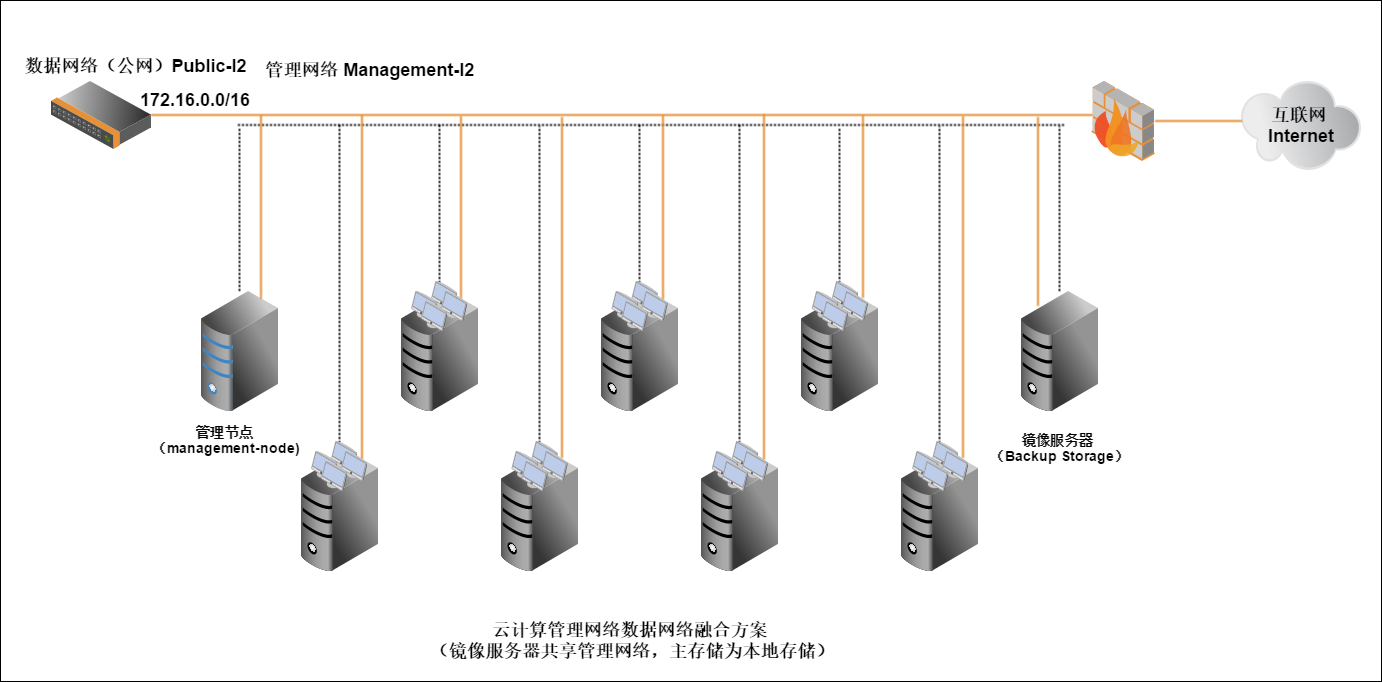 数据网络（公网）Public-l2 管理网络 Management-l2
172.16.0.0/16
互联网
Internet
管理节点
（management-node)
镜像服务器
（Backup Storage）
云计算管理网络数据网络融合方案
（镜像服务器共享管理网络，主存储为本地存储）